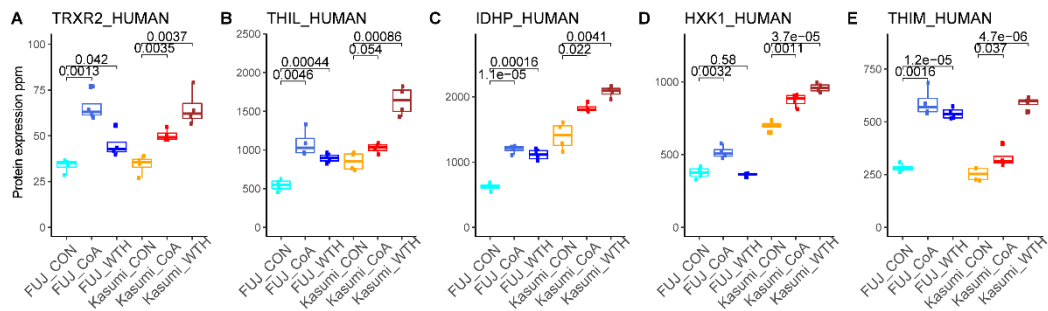 A TRXR2_HUMAN
B THIL_HUMAN
C IDHP_HUMAN
D HXK1_HUMAN
E THIM_HUMAN
Protein expression ppm
100
75
50
25
0
0.0037
0.0035
0.042
0.0013
FUJ_CON
FUJ_CoA
FUJ_WTH
Kasumi_CON
Kasumi_CoA
Kasumi_WTH
2500
2000
1500
1000
500
0
0.00086
0.054
0.00044
0.0046
FUJ_CON
FUJ_CoA
FUJ_WTH
Kasumi_CON
Kasumi_CoA
Kasumi_WTH
2000
1000
0
0.0041
0.022
0.00016
1.1e-05
FUJ_CON
FUJ_CoA
FUJ_WTH
Kasumi_CON
Kasumi_CoA
Kasumi_WTH
1000
500
0
3.7e-05
0.0011
0.58
0.0032
FUJ_CON
FUJ_CoA
FUJ_WTH
Kasumi_CON
Kasumi_CoA
Kasumi_WTH
750
500
250
0
4.7e-06
0.037
1.2e-05
0.0016
FUJ_CON
FUJ_CoA
FUJ_WTH
Kasumi_CON
Kasumi_CoA
Kasumi_WTH